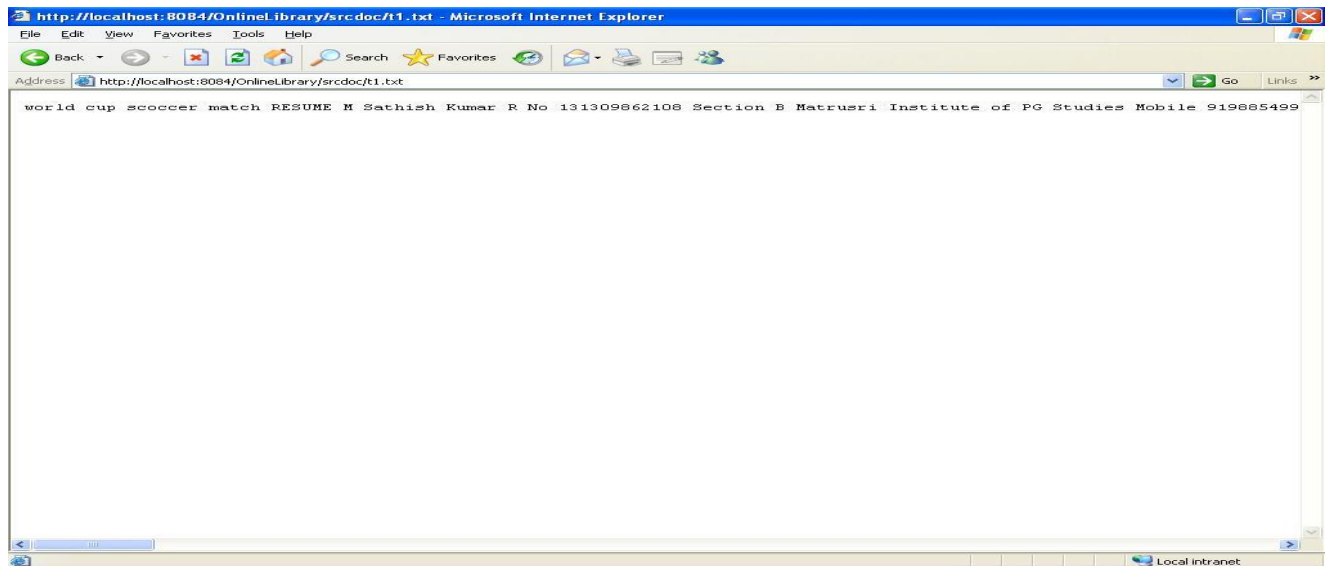 http://localhost:8084/OnlineLibrary/srcdoc/t1.txt - Microsoft Internet Explorer
File Edit View Favorites Tools Help
Back Search Favorites
Address http://localhost:8084/OnlineLibrary/srcdoc/t1.txt Go Links »
world cup scoccer match RESUME M Sathish Kumar R No 131309862108 Section B Matrusri Institute of PG Studies Mobile 919885499
Local intranet